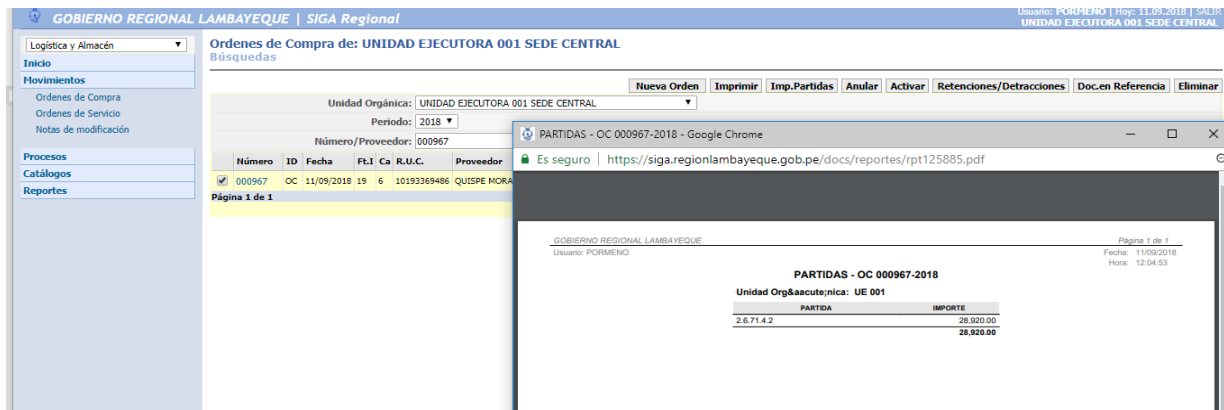 GOBIERNO REGIONAL LAMBAYEQUE | SIGA Regional
Usuario: PORMENO | Hoy: 11.09.2018 | SALIR
UNIDAD EJECUTORA 001 SEDE CENTRAL
Logística y Almacén
Inicio
Movimientos
Ordenes de Compra
Ordenes de Servicio
Notas de modificación
Procesos
Catálogos
Reportes
Ordenes de Compra de: UNIDAD EJECUTORA 001 SEDE CENTRAL
Búsquedas
Nueva Orden Imprimir Imp.Partidas Anular Activar Retenciones/Detracciones Doc.en Referencia Eliminar
Unidad Orgánica: UNIDAD EJECUTORA 001 SEDE CENTRAL
Periodo: 2018
Número/Proveedor: 000967
Número ID Fecha Ft.I Ca R.U.C. Proveedor
000967 OC 11/09/2018 19 6 10193369486 QUISPE MORA
Página 1 de 1
PARTIDAS - OC 000967-2018 - Google Chrome
Es seguro | https://siga.regionlambayeque.gob.pe/docs/reportes/rpt125885.pdf
GOBIERNO REGIONAL LAMBAYEQUE Página 1 de 1
Usuario: PORMENO Fecha: 11/09/2018
Hora: 12:04:53
PARTIDAS - OC 000967-2018
Unidad Org&aacute;nica: UE 001
PARTIDA IMPORTE
2.6.71.4.2 28,920.00
28,920.00